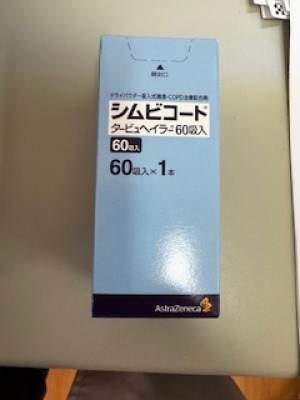 開封口
ドライパウダー吸入式喘息・COPD治療配合剤
シムビコート®
タービュヘイラー®60吸入
60吸入
60吸入×1本
AstraZeneca